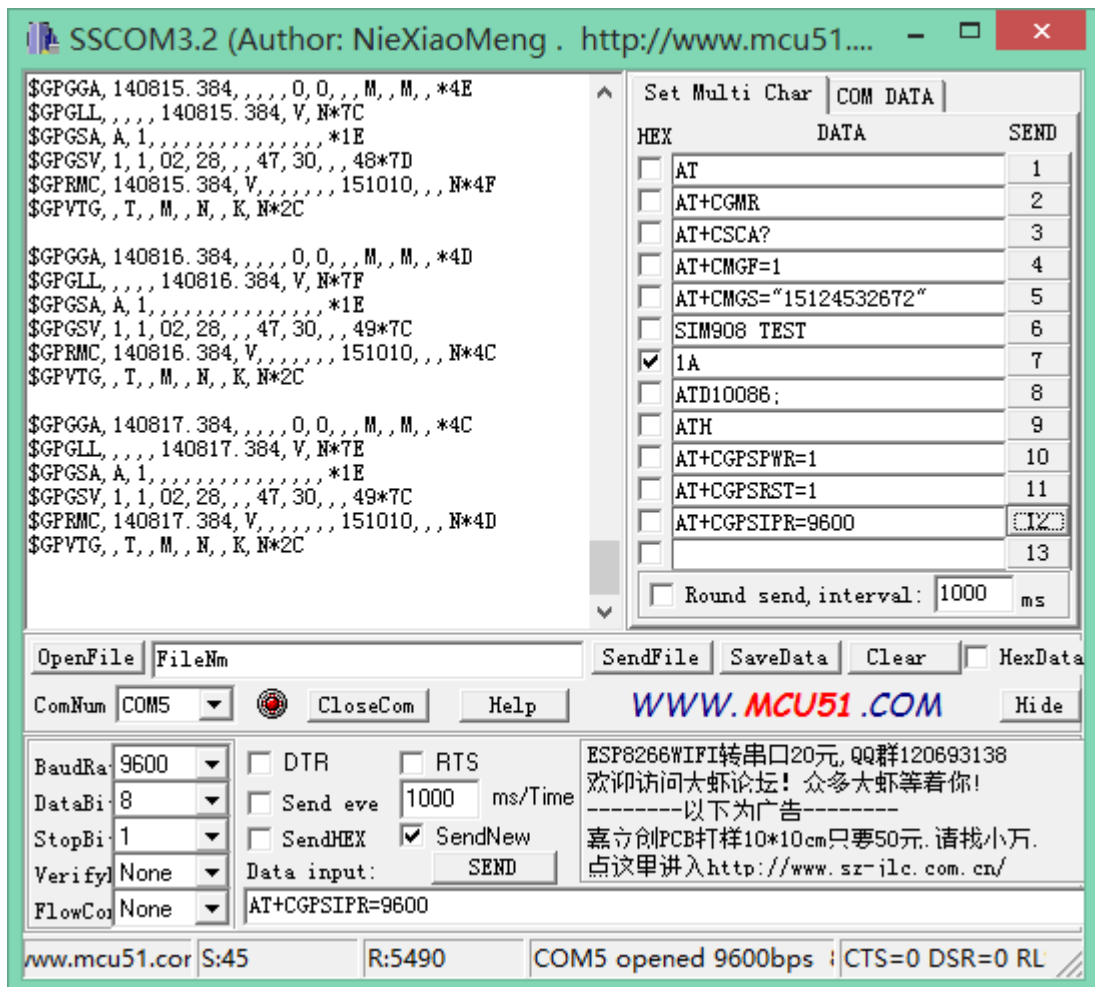 SSCOM3.2 (Author: NieXiaoMeng . http://www.mcu51....
$GPGGA,140815.384,,,,,0,0,,,M,,M,,*4E
$GPGLL,,,,,140815.384,V,N*7C
$GPGSA,A,1,,,,,,,,,,,,,,,*1E
$GPGSV,1,1,02,28,,,47,30,,,48*7D
$GPRMC,140815.384,V,,,,,,,151010,,,N*4F
$GPVTG,,T,,M,,N,,K,N*2C
$GPGGA,140816.384,,,,,0,0,,,M,,M,,*4D
$GPGLL,,,,,140816.384,V,N*7F
$GPGSA,A,1,,,,,,,,,,,,,,,*1E
$GPGSV,1,1,02,28,,,47,30,,,49*7C
$GPRMC,140816.384,V,,,,,,,151010,,,N*4C
$GPVTG,,T,,M,,N,,K,N*2C
$GPGGA,140817.384,,,,,0,0,,,M,,M,,*4C
$GPGLL,,,,,140817.384,V,N*7E
$GPGSA,A,1,,,,,,,,,,,,,,,*1E
$GPGSV,1,1,02,28,,,47,30,,,49*7C
$GPRMC,140817.384,V,,,,,,,151010,,,N*4D
$GPVTG,,T,,M,,N,,K,N*2C
Set Multi Char COM DATA
HEX DATA SEND
AT 1
AT+CGMR 2
AT+CSCA? 3
AT+CMGF=1 4
AT+CMGS="15124532672" 5
SIM908 TEST 6
1A 7
ATD10086; 8
ATH 9
AT+CGPSPWR=1 10
AT+CGPSRST=1 11
AT+CGPSIPR=9600 12
13
Round send,interval: 1000 ms
OpenFile FileNm SendFile SaveData Clear HexData
ComNum COM5 CloseCom Help WWW.MCU51.COM Hide
BaudRa 9600 DTR RTS
DataBi 8 Send eve 1000 ms/Time
StopBi 1 SendHEX SendNew
Verify None Data input: SEND
FlowCo None AT+CGPSIPR=9600
ESP8266WIFI转串口20元,QQ群120693138
欢迎访问大虾论坛! 众多大虾等着你!
--------以下为广告--------
嘉立创PCB打样10*10cm只要50元.请找小万.
点这里进入http://www.sz-jlc.com.cn/
www.mcu51.cor S:45 R:5490 COM5 opened 9600bps CTS=0 DSR=0 RL